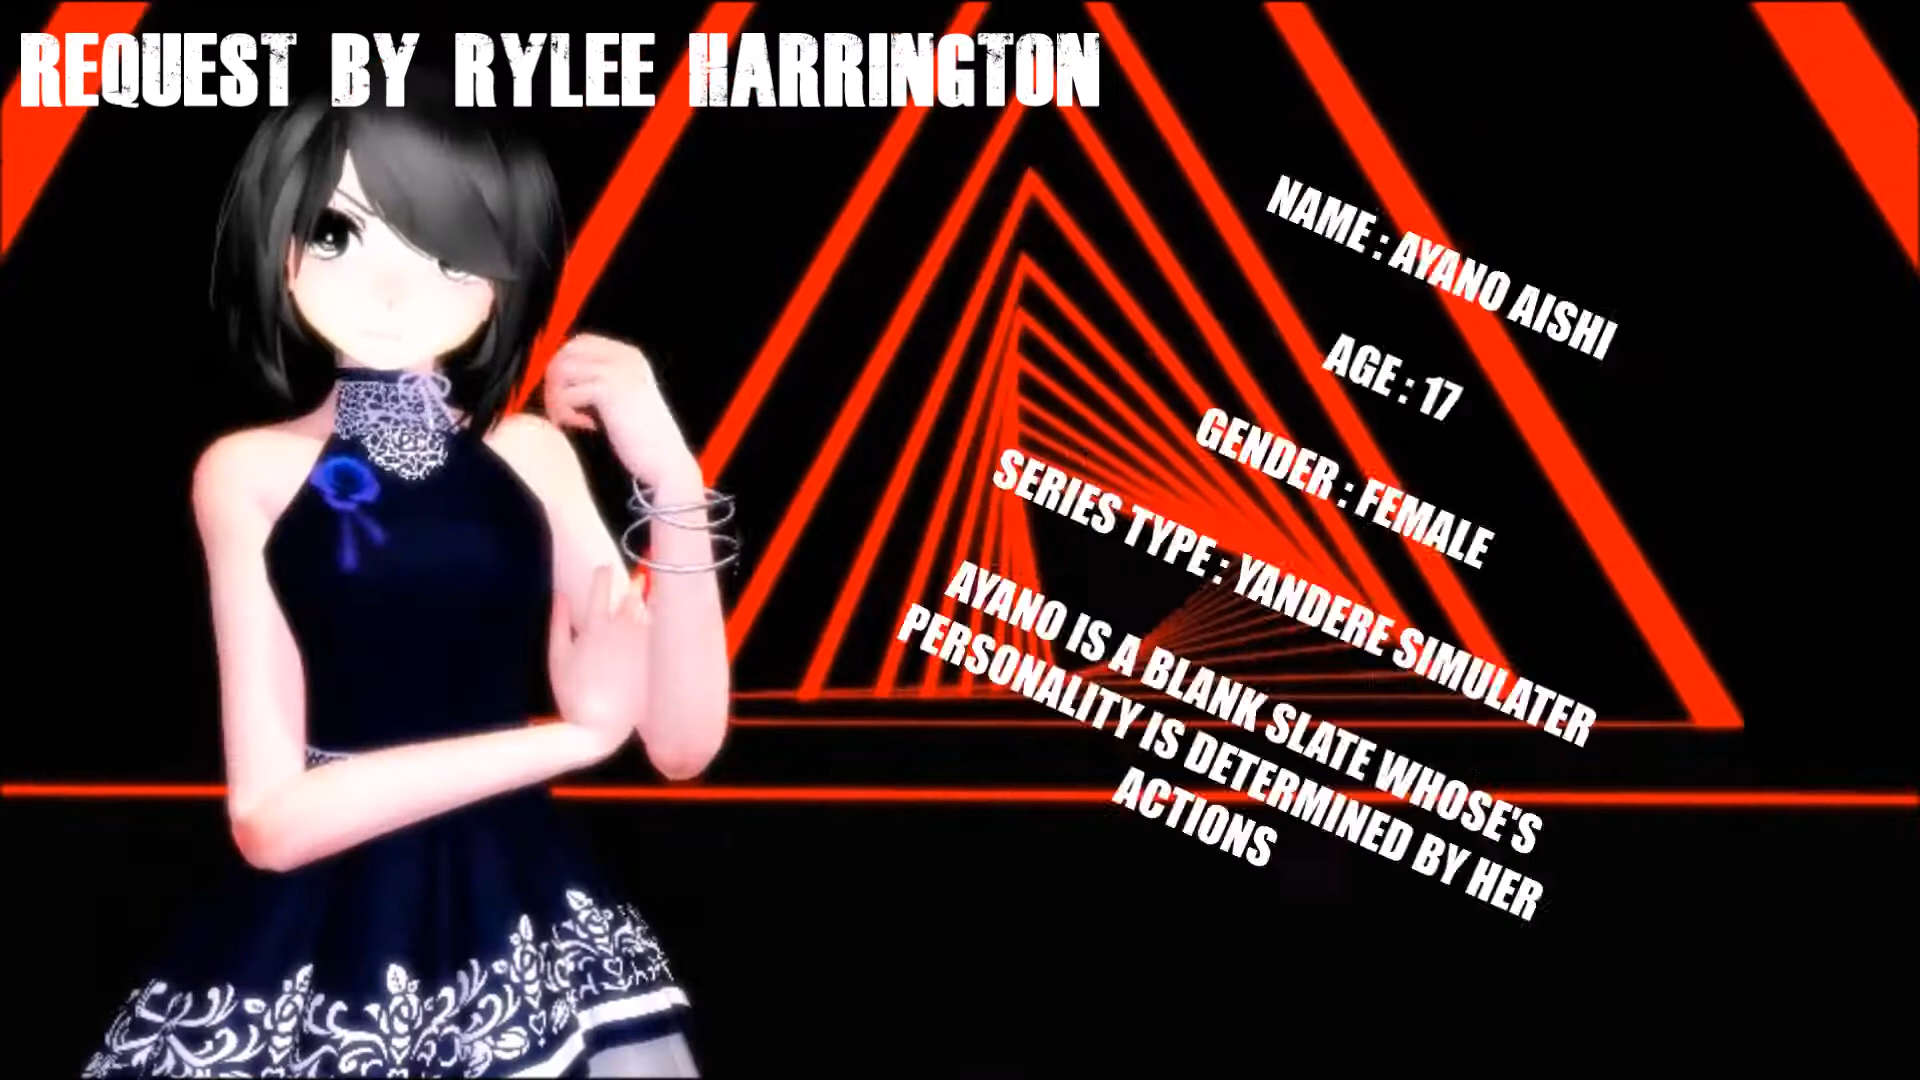 REQUEST BY RYLEE HARRINGTON
NAME : AYANO AISHI
AGE : 17
GENDER : FEMALE
SERIES TYPE : YANDERE SIMULATER
AYANO IS A BLANK SLATE WHOSE'S
PERSONALITY IS DETERMINED BY HER
ACTIONS